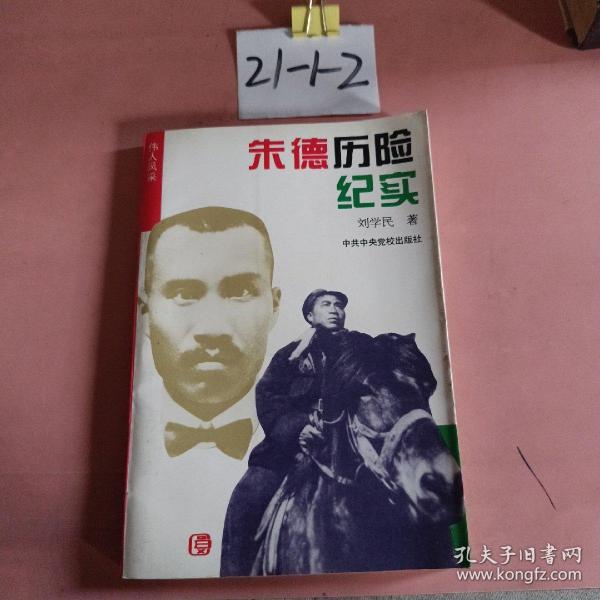 21-1-2
伟人风采
朱德历险
纪实
刘学民 著
中共中央党校出版社
孔夫子旧书网
www.kongfz.com